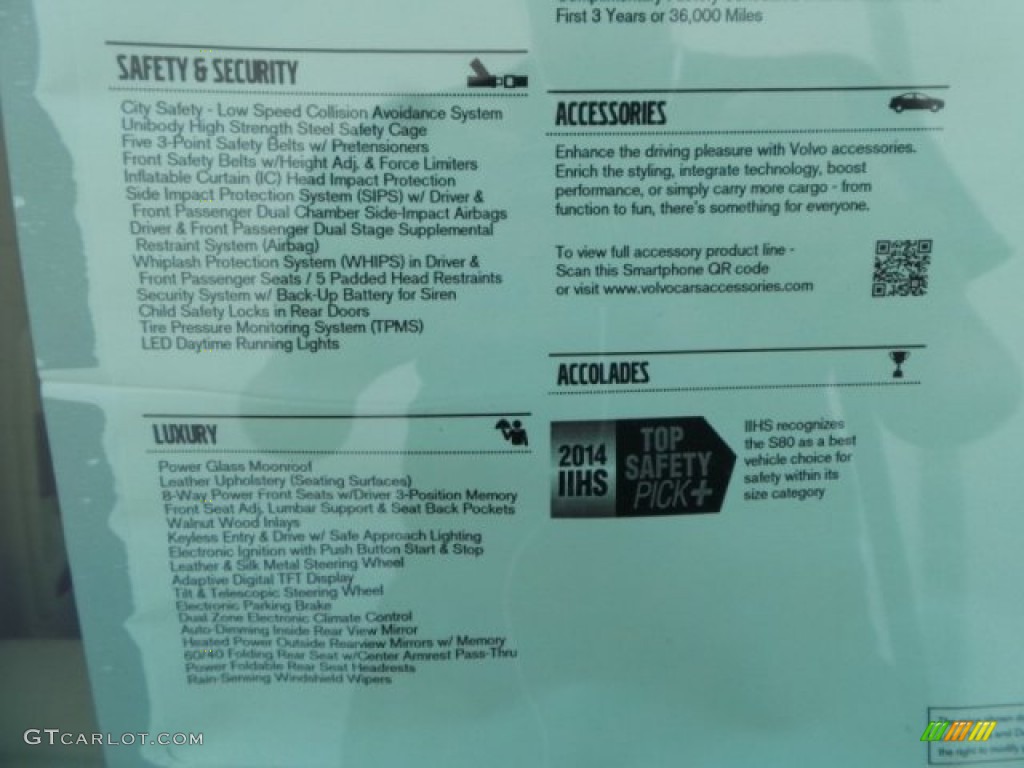 SAFETY & SECURITY
City Safety - Low Speed Collision Avoidance System
Unibody High Strength Steel Safety Cage
Five 3-Point Safety Belts w/ Pretensioners
Front Safety Belts w/Height Adj. & Force Limiters
Inflatable Curtain (IC) Head Impact Protection
Side Impact Protection System (SIPS) w/ Driver &
Front Passenger Dual Chamber Side-Impact Airbags
Driver & Front Passenger Dual Stage Supplemental
Restraint System (Airbag)
Whiplash Protection System (WHIPS) in Driver &
Front Passenger Seats / 5 Padded Head Restraints
Security System w/ Back-Up Battery for Siren
Child Safety Locks in Rear Doors
Tire Pressure Monitoring System (TPMS)
LED Daytime Running Lights
LUXURY
Power Glass Moonroof
Leather Upholstery (Seating Surfaces)
8-Way Power Front Seats w/Driver 3-Position Memory
Front Seat Adj. Lumbar Support & Seat Back Pockets
Walnut Wood Inlays
Keyless Entry & Drive w/ Safe Approach Lighting
Electronic Ignition with Push Button Start & Stop
Leather & Silk Metal Steering Wheel
Adaptive Digital TFT Display
Tilt & Telescopic Steering Wheel
Electronic Parking Brake
Dual Zone Electronic Climate Control
Auto-Dimming Inside Rear View Mirror
Heated Power Outside Rearview Mirrors w/ Memory
60/40 Folding Rear Seat w/Center Armrest Pass-Thru
Power Foldable Rear Seat Headrests
Rain-Sensing Windshield Wipers
First 3 Years or 36,000 Miles
ACCESSORIES
Enhance the driving pleasure with Volvo accessories.
Enrich the styling, integrate technology, boost
performance, or simply carry more cargo - from
function to fun, there's something for everyone.
To view full accessory product line -
Scan this Smartphone QR code
or visit www.volvocarsaccessories.com
ACCOLADES
2014
IIHS
TOP
SAFETY
PICK+
IIHS recognizes
the S80 as a best
vehicle choice for
safety within its
size category
and
the right to modify
GTCARLOT.COM